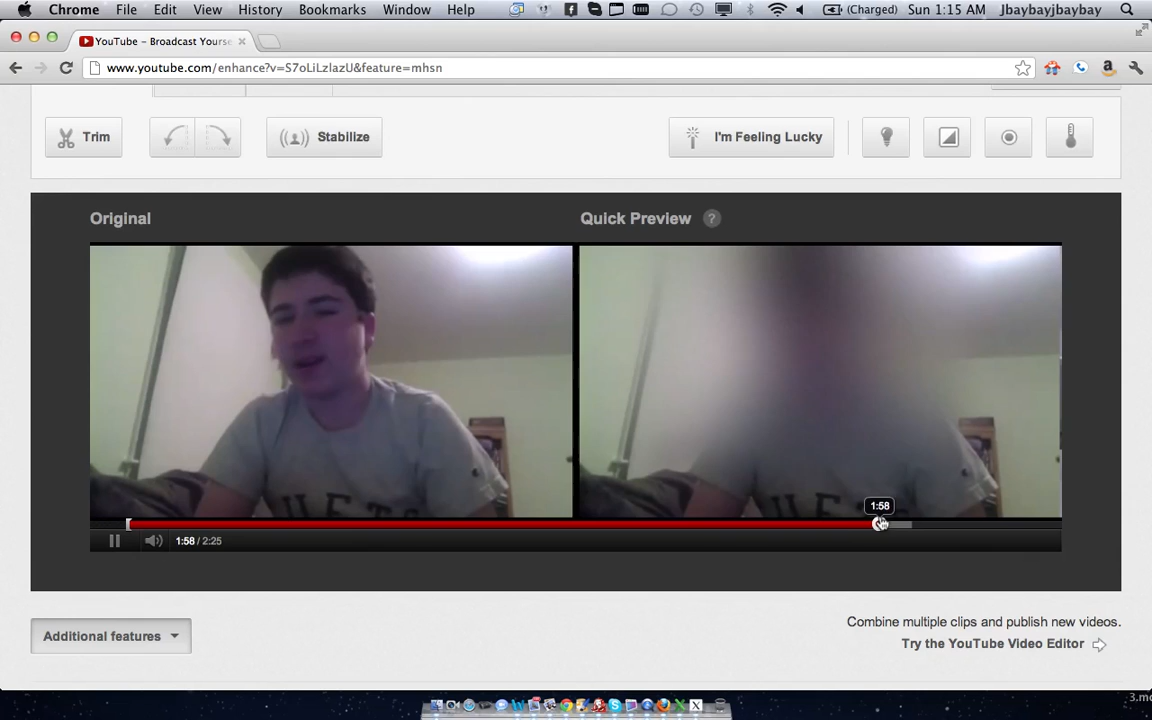 Chrome File Edit View History Bookmarks Window Help (Charged) Sun 1:15 AM Jbaybayjbaybay
YouTube - Broadcast Yourse
www.youtube.com/enhance?v=S7oLiLzlazU&feature=mhsn
Trim Stabilize I'm Feeling Lucky
Original Quick Preview ?
1:58
1:58 / 2:25
Additional features
Combine multiple clips and publish new videos.
Try the YouTube Video Editor